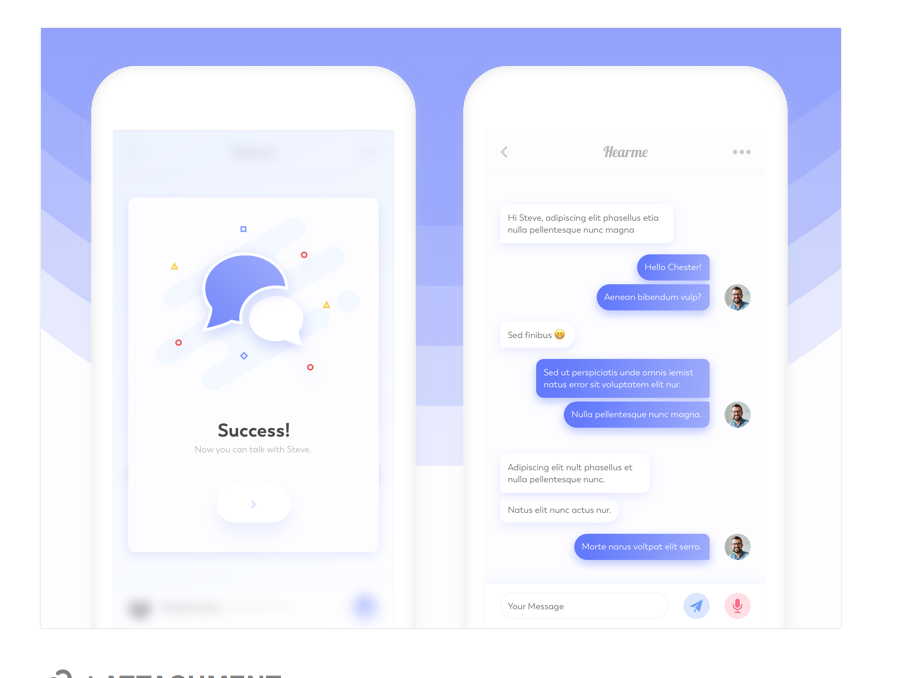 Success!
Now you can talk with Steve.
Hearme
Hi Steve, adipiscing elit phasellus etia
nulla pellentesque nunc magna
Hello Chester!
Aenean bibendum vulp?
Sed finibus 😄
Sed ut perspiciatis unde omnis iemist
natus error sit voluptatem elit nur.
Nulla pellentesque nunc magna.
Adipiscing elit nult phasellus et
nulla pellentesque nunc.
Natus elit nunc actus nur.
Morte narus voltpat elit serra.
Your Message
ATTACHMENT